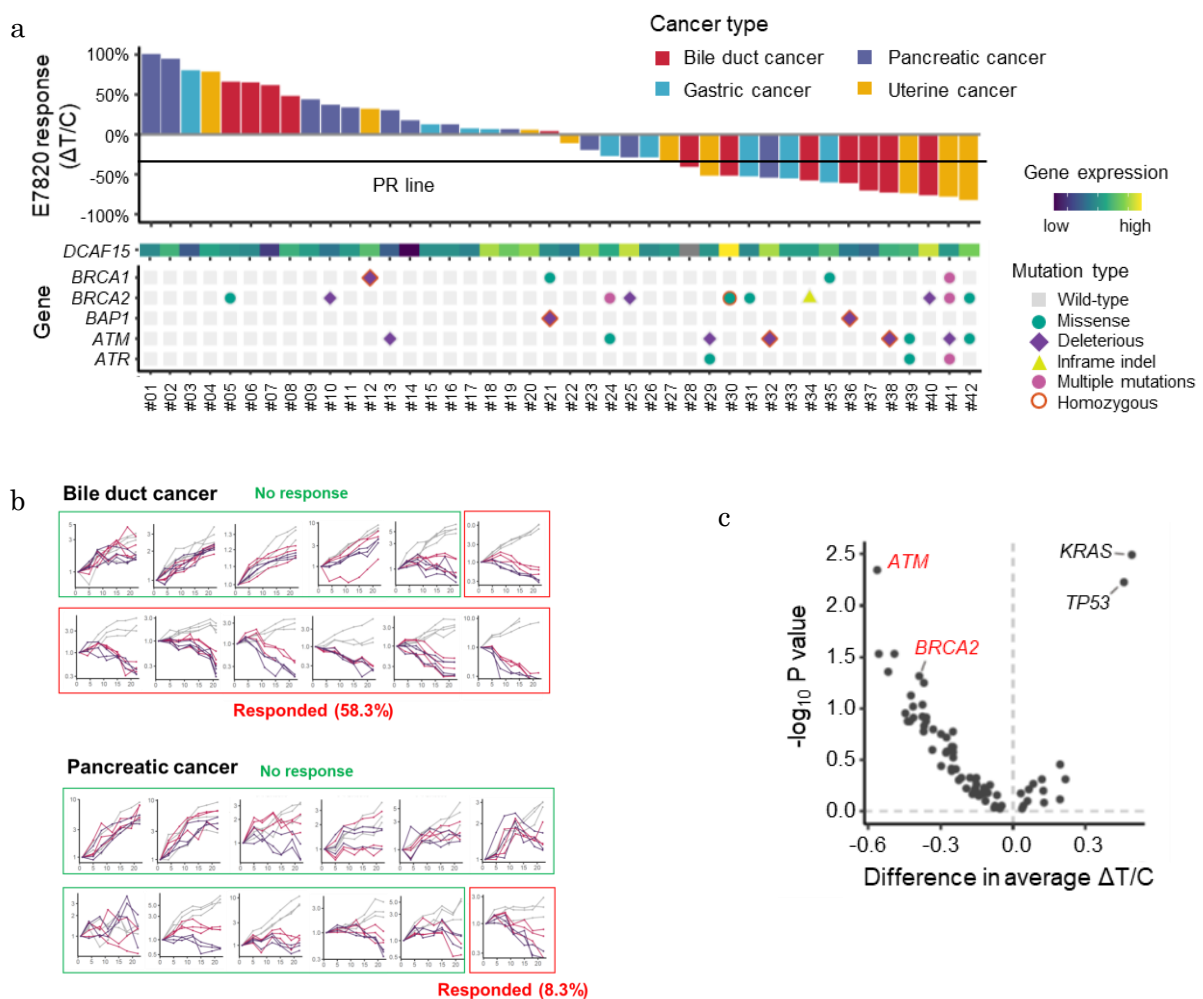 a
Cancer type
Bile duct cancer
Pancreatic cancer
Gastric cancer
Uterine cancer
E7820 response
(ΔT/C)
100%
50%
0%
-50%
-100%
PR line
Gene expression
low
high
DCAF15
Gene
BRCA1
BRCA2
BAP1
ATM
ATR
Mutation type
Wild-type
Missense
Deleterious
Inframe indel
Multiple mutations
Homozygous
#01 #02 #03 #04 #05 #06 #07 #08 #09 #10 #11 #12 #13 #14 #15 #16 #17 #18 #19 #20 #21 #22 #23 #24 #25 #26 #27 #28 #29 #30 #31 #32 #33 #34 #35 #36 #37 #38 #39 #40 #41 #42
b
Bile duct cancer
No response
Responded (58.3%)
Pancreatic cancer
No response
Responded (8.3%)
c
-log10 P value
2.5
2.0
1.5
1.0
0.5
0.0
ATM
BRCA2
KRAS
TP53
-0.6
-0.3
0.0
0.3
Difference in average ΔT/C